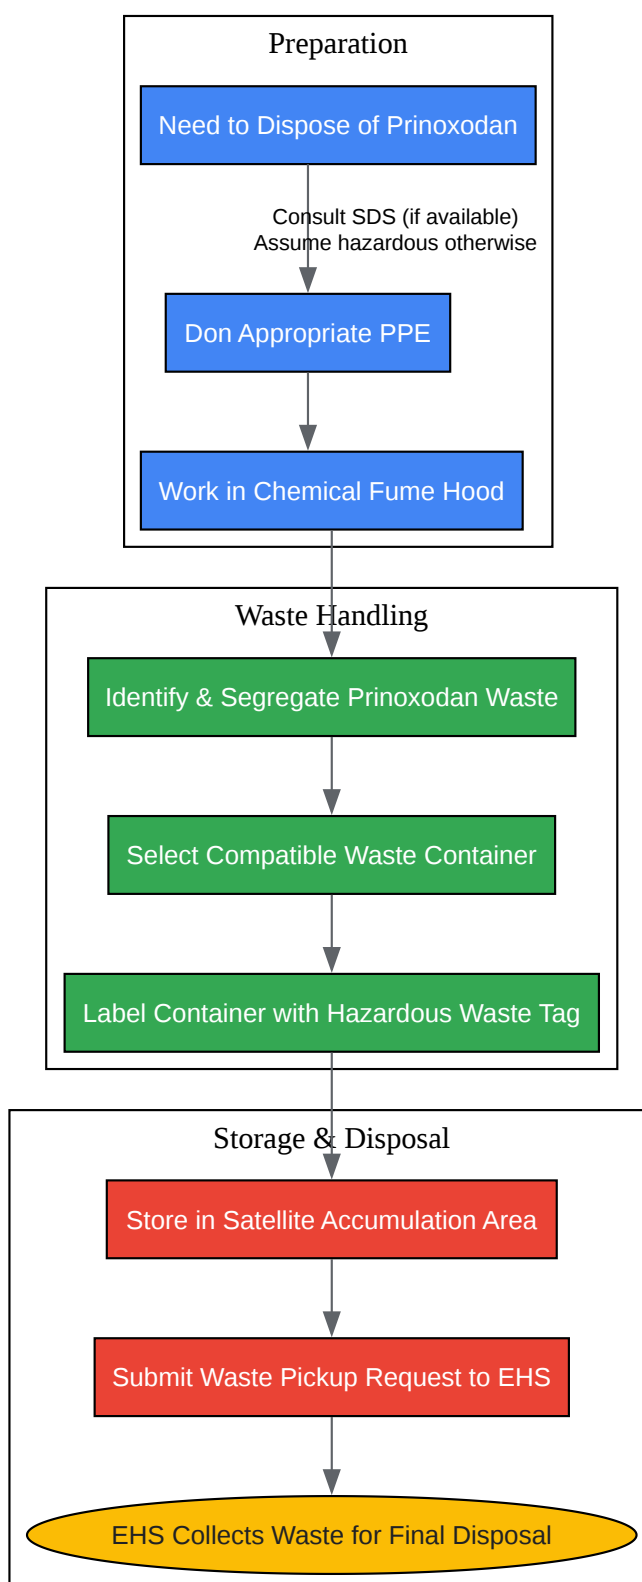 Preparation
Need to Dispose of Prinoxodan
Consult SDS (if available)
Assume hazardous otherwise
Don Appropriate PPE
Work in Chemical Fume Hood
Waste Handling
Identify & Segregate Prinoxodan Waste
Select Compatible Waste Container
Label Container with Hazardous Waste Tag
Storage & Disposal
Store in Satellite Accumulation Area
Submit Waste Pickup Request to EHS
EHS Collects Waste for Final Disposal